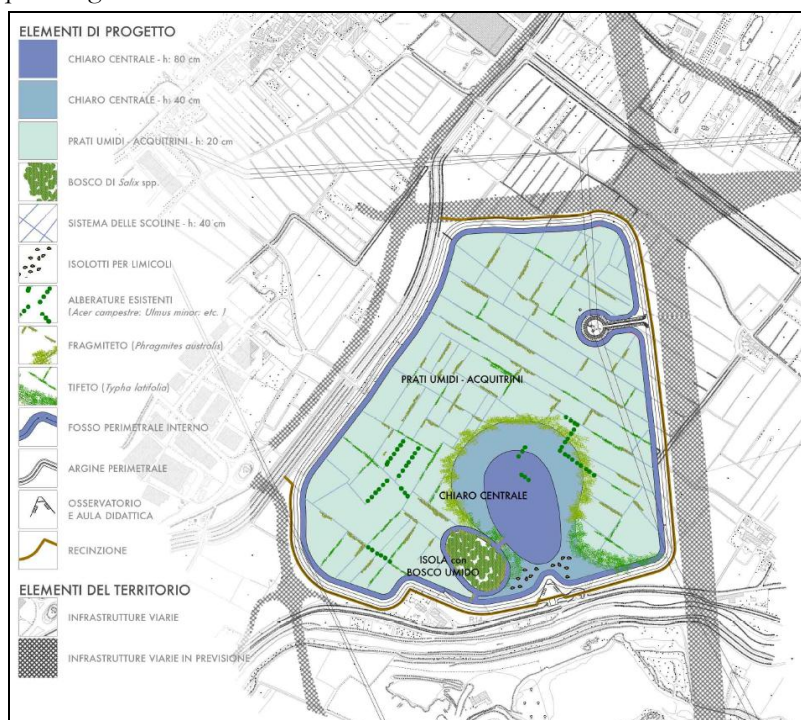 ELEMENTI DI PROGETTO
CHIARO CENTRALE - h: 80 cm
CHIARO CENTRALE - h: 40 cm
PRATI UMIDI - ACQUITRINI - h: 20 cm
BOSCO DI Salix spp.
SISTEMA DELLE SCOLINE - h: 40 cm
ISOLOTTI PER LIMICOLI
ALBERATURE ESISTENTI
(Acer campestre: Ulmus minor: etc. )
FRAGMITETO (Phragmites australis)
TIFETO (Typha latifolia)
FOSSO PERIMETRALE INTERNO
ARGINE PERIMETRALE
OSSERVATORIO
E AULA DIDATTICA
RECINZIONE
ELEMENTI DEL TERRITORIO
INFRASTRUTTURE VIARIE
INFRASTRUTTURE VIARIE IN PREVISIONE
PRATI UMIDI - ACQUITRINI
CHIARO CENTRALE
ISOLA con
BOSCO UMIDO